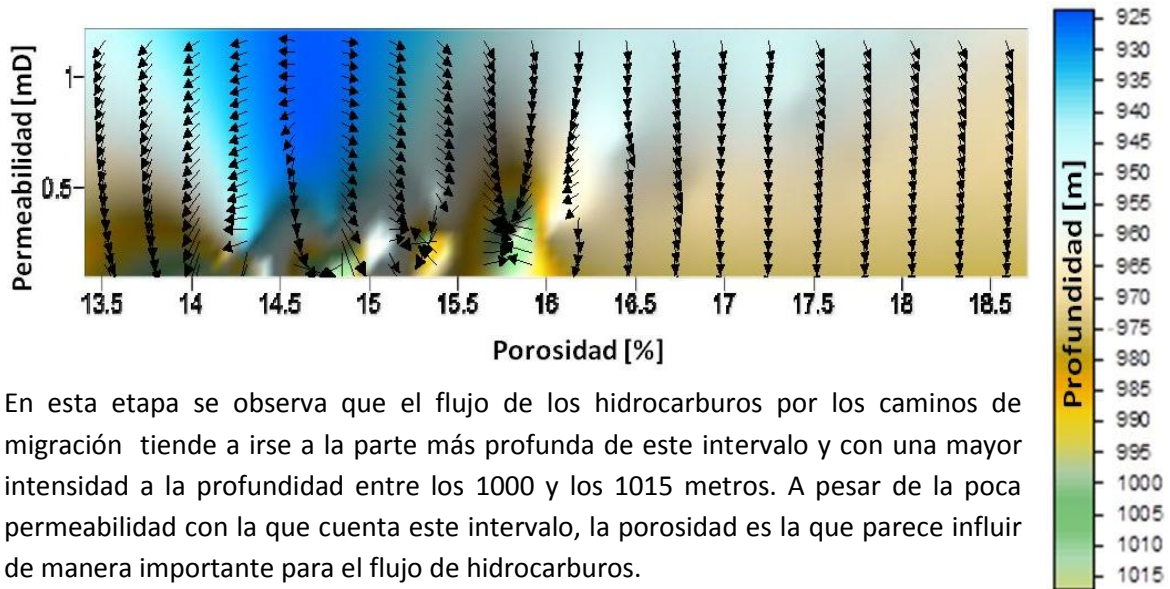 Permeabilidad [mD]
1
0.5
13.5 14 14.5 15 15.5 16 16.5 17 17.5 18 18.5
Porosidad [%]
Profundidad [m]
925
930
935
940
945
950
955
960
965
970
975
980
985
990
995
1000
1005
1010
1015
En esta etapa se observa que el flujo de los hidrocarburos por los caminos de
migración tiende a irse a la parte más profunda de este intervalo y con una mayor
intensidad a la profundidad entre los 1000 y los 1015 metros. A pesar de la poca
permeabilidad con la que cuenta este intervalo, la porosidad es la que parece influir
de manera importante para el flujo de hidrocarburos.